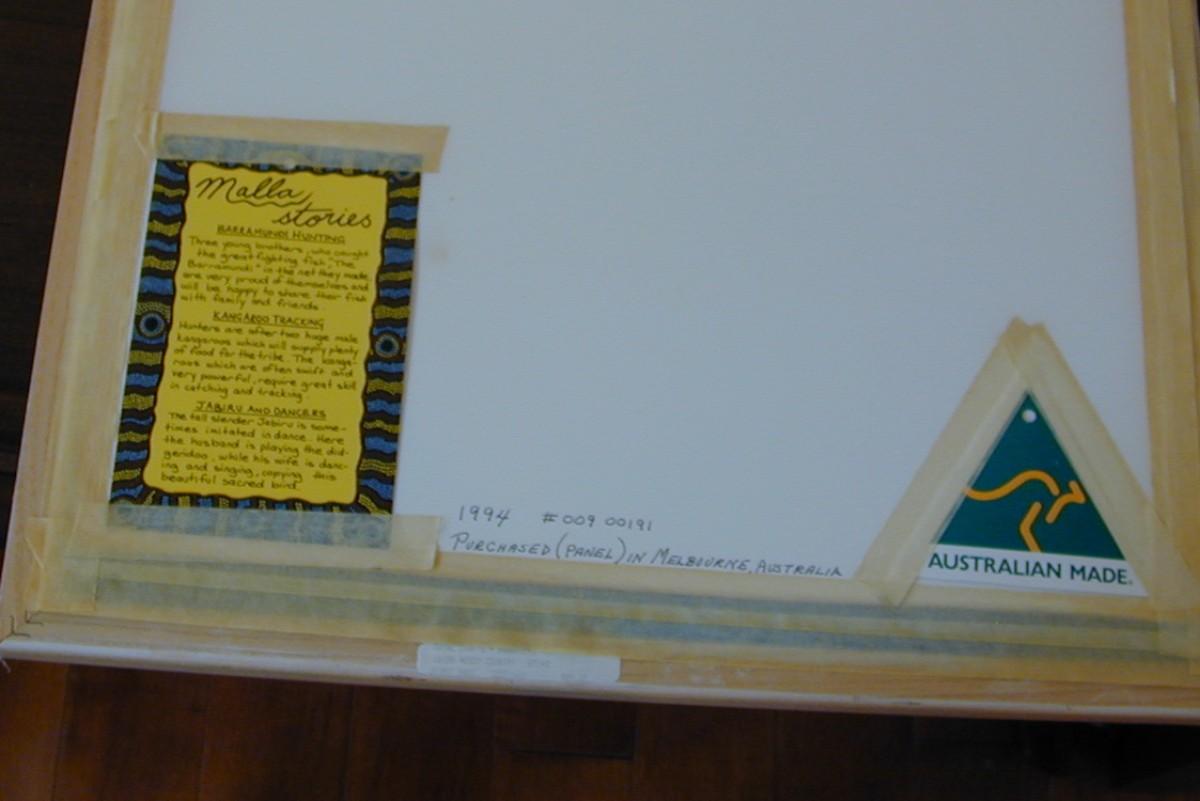 Malla
stories
BARRAMUNDI HUNTING
Three young brothers, who caught
the great fighting fish, "The
Barramundi" in the net they made
are very proud of themselves and
will be happy to share their fish
with family and friends.
KANGAROO TRACKING
Hunters are after two huge male
kangaroos which will supply plenty
of food for the tribe. The kanga-
roos which are often swift and
very powerful, require great skill
in catching and tracking.
JABIRU AND DANCERS
The tall slender Jabiru is some-
times imitated in dance. Here
the husband is playing the did-
geridoo, while his wife is danc-
ing and singing, copying this
beautiful sacred bird.
1994 #009 00191
PURCHASED (PANEL) IN MELBOURNE, AUSTRALIA
AUSTRALIAN MADE.